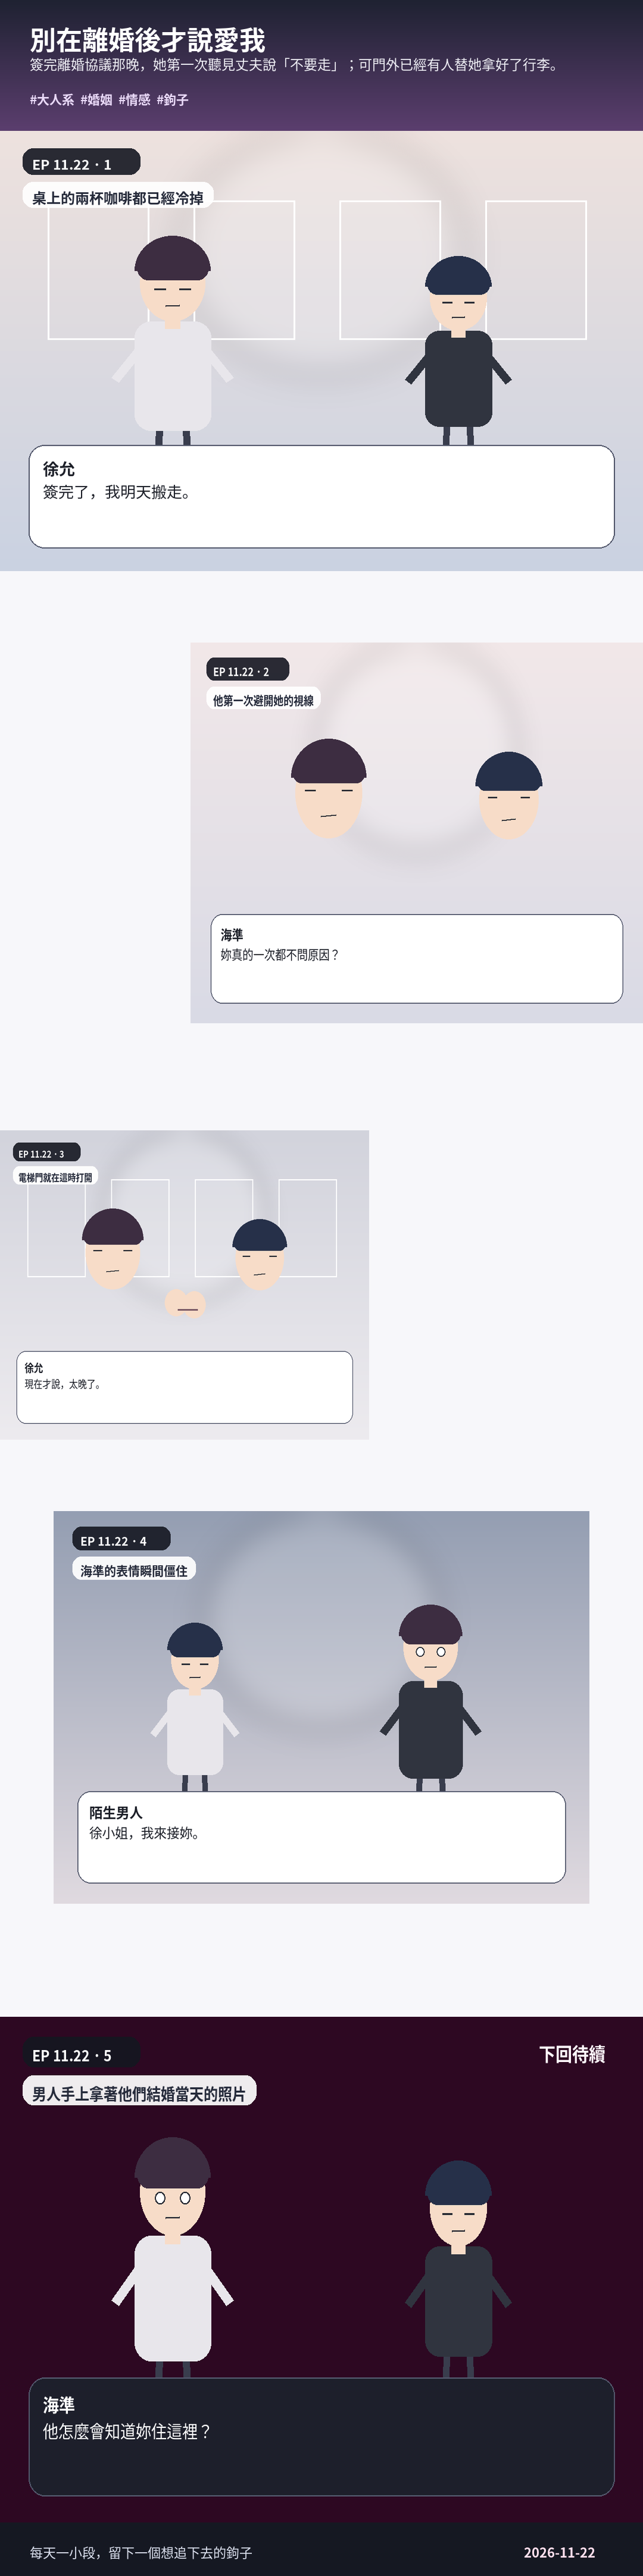 別在離婚後才說愛我
簽完離婚協議那晚，她第一次聽見丈夫說「不要走」；可門外已經有人替她拿好了行李。
#大人系 #婚姻 #情感 #鉤子
EP 11.22・1
桌上的兩杯咖啡都已經冷掉
徐允
簽完了，我明天搬走。
EP 11.22・2
他第一次避開她的視線
海準
妳真的一次都不問原因？
EP 11.22・3
電梯門就在這時打開
徐允
現在才說，太晚了。
EP 11.22・4
海準的表情瞬間僵住
陌生男人
徐小姐，我來接妳。
EP 11.22・5
下回待續
男人手上拿著他們結婚當天的照片
海準
他怎麼會知道妳住這裡？
每天一小段，留下一個想追下去的鉤子
2026-11-22